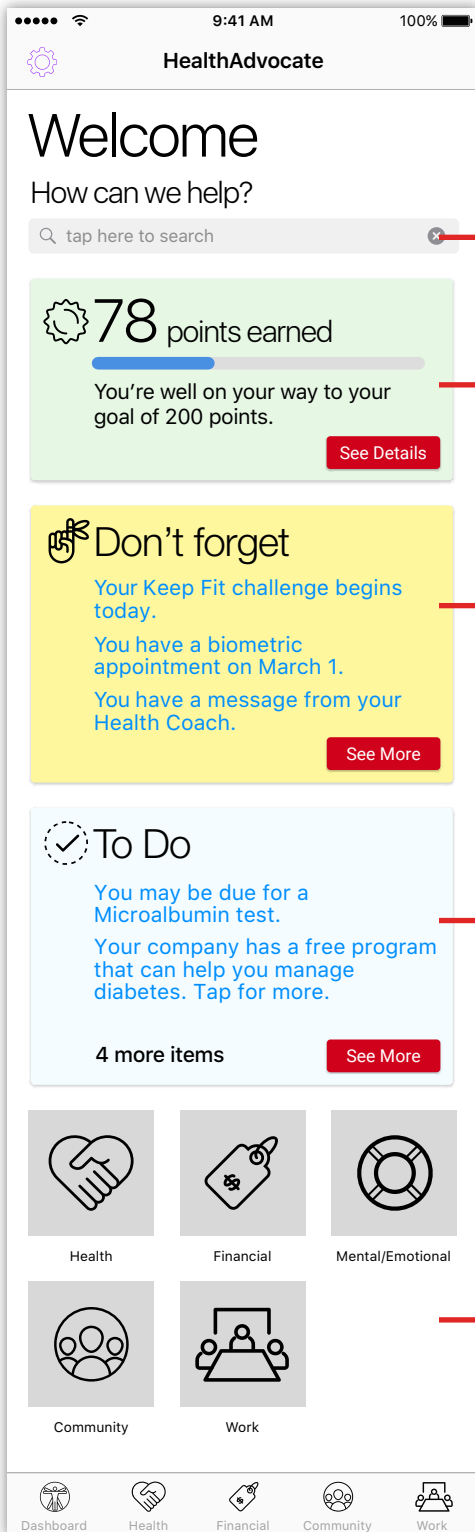 9:41 AM
100%
HealthAdvocate
Welcome
How can we help?
tap here to search
78 points earned
You’re well on your way to your
goal of 200 points.
See Details
Don’t forget
Your Keep Fit challenge begins
today.
You have a biometric
appointment on March 1.
You have a message from your
Health Coach.
See More
To Do
You may be due for a
Microalbumin test.
Your company has a free program
that can help you manage
diabetes. Tap for more.
4 more items
See More
Health
Financial
Mental/Emotional
Community
Work
Dashboard
Health
Financial
Community
Work